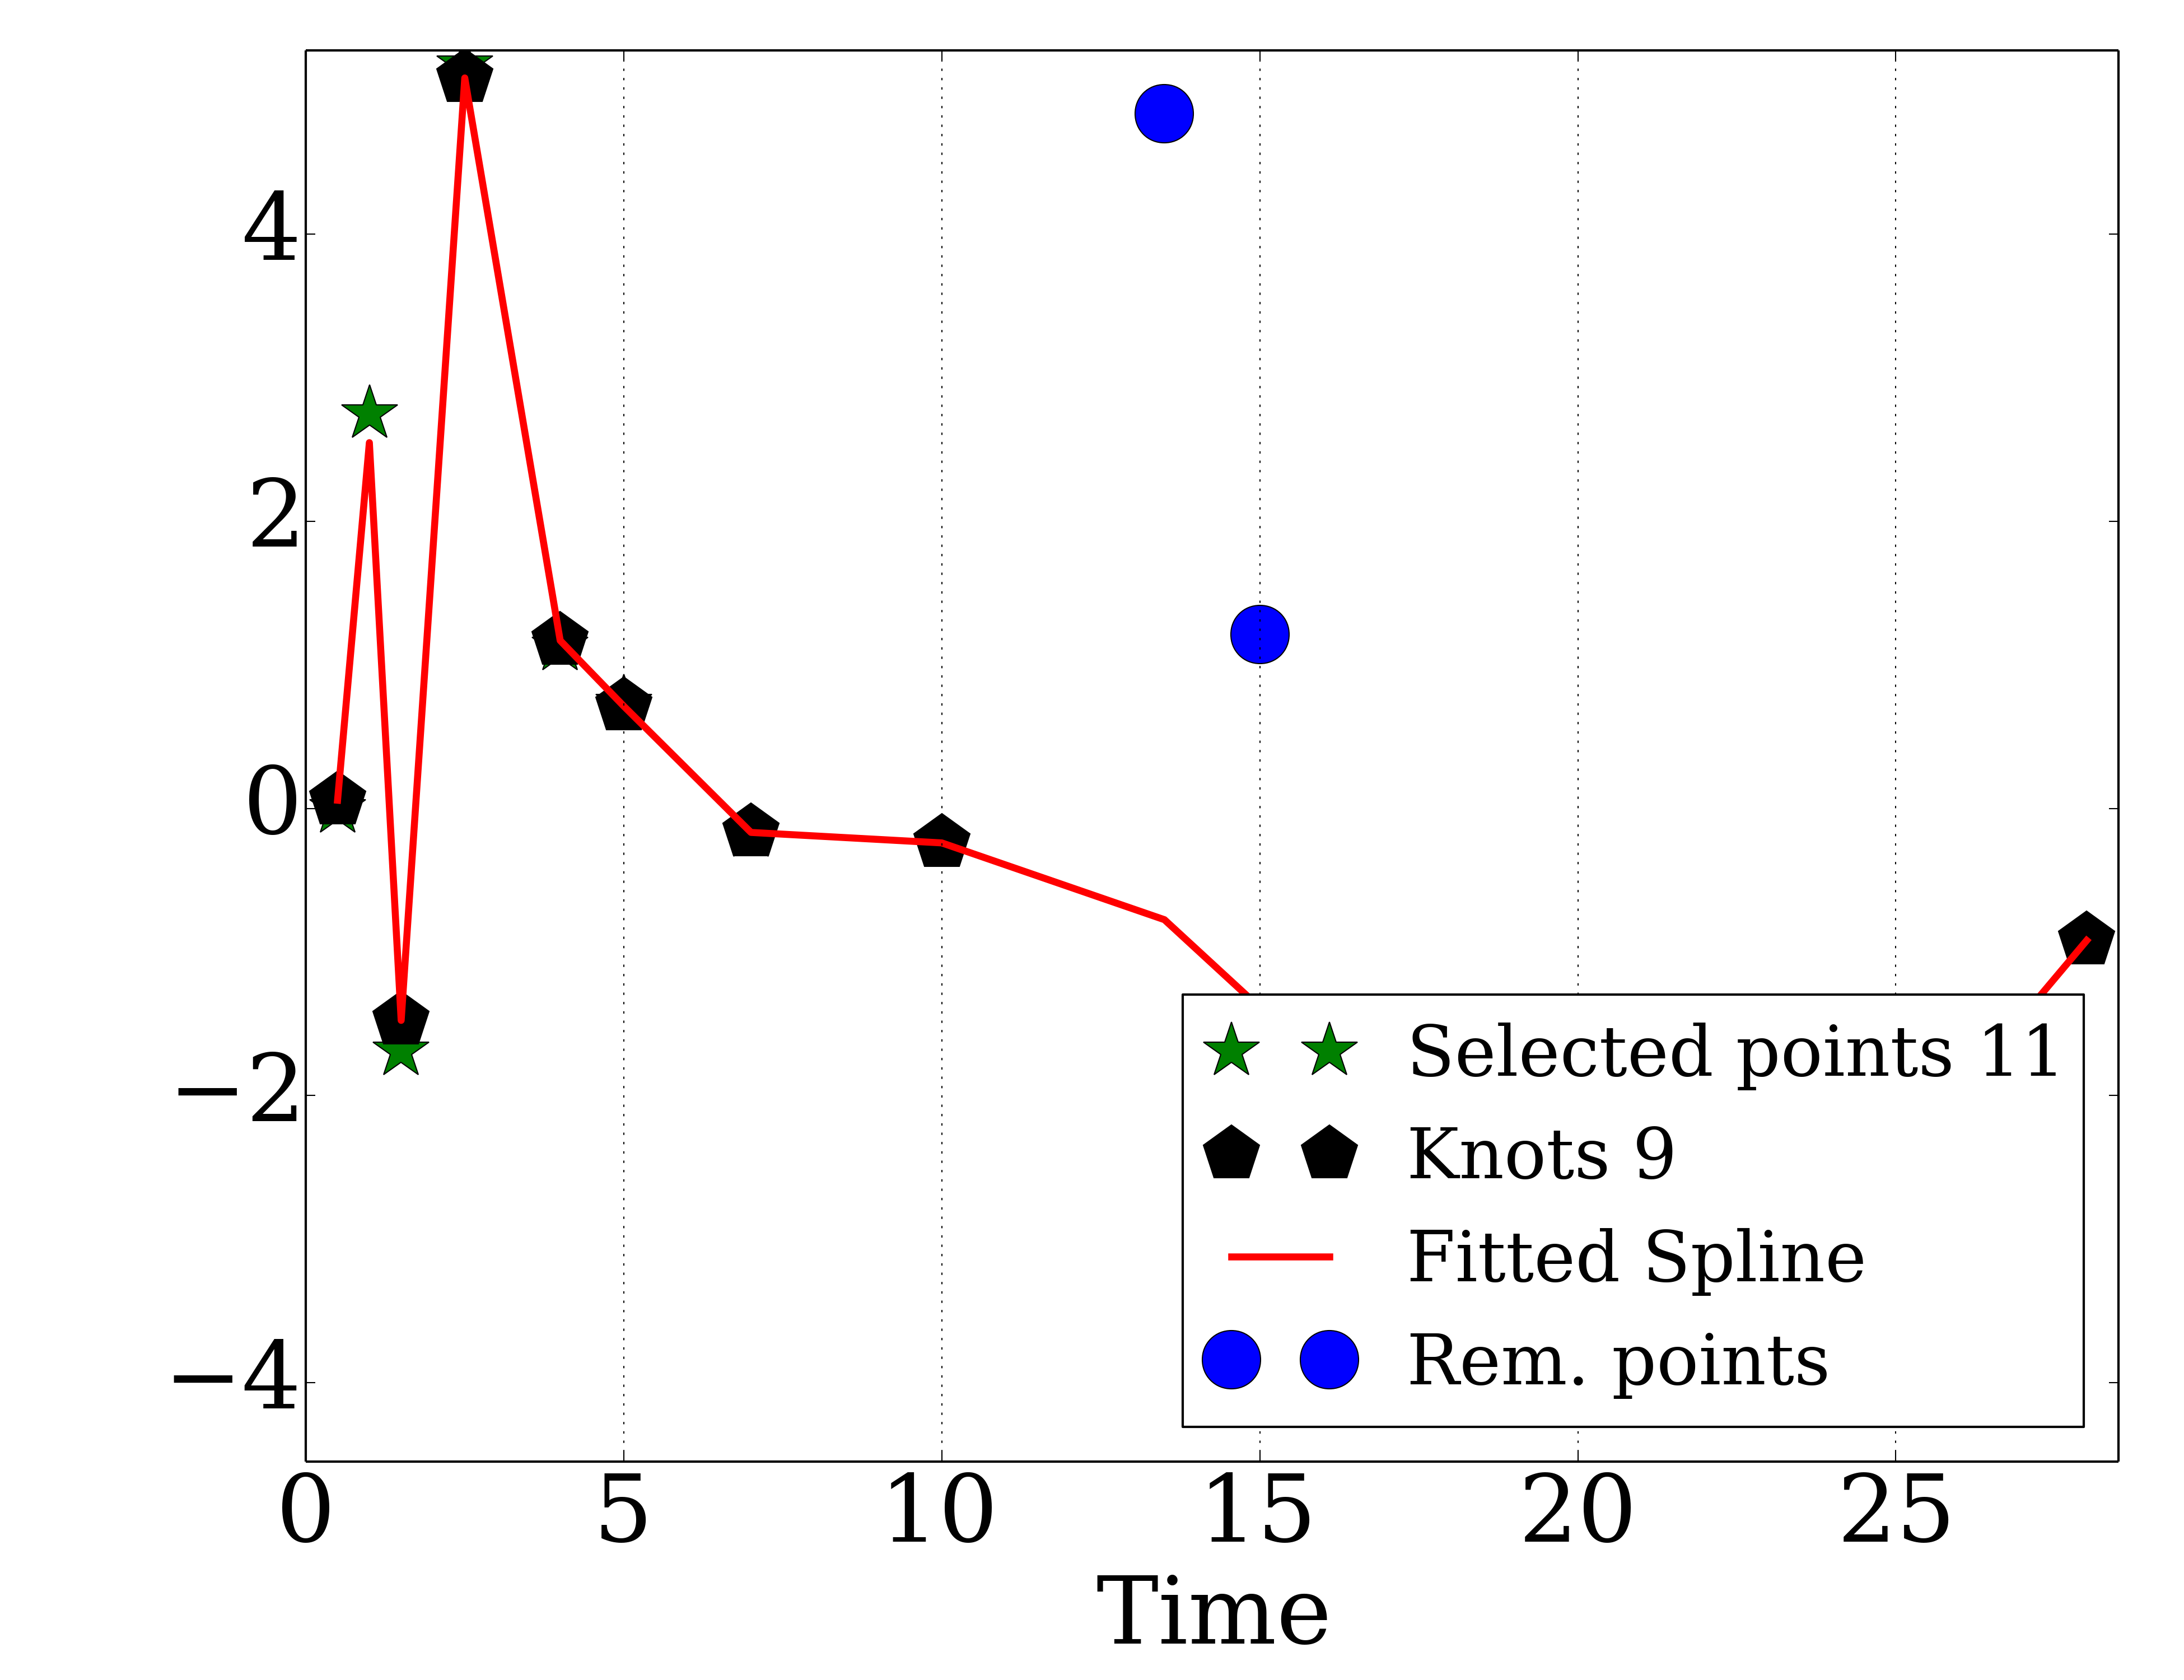 4
2
0
−2
−4
0 5 10 15 20 25
Time
Selected points 11
Knots 9
Fitted Spline
Rem. points